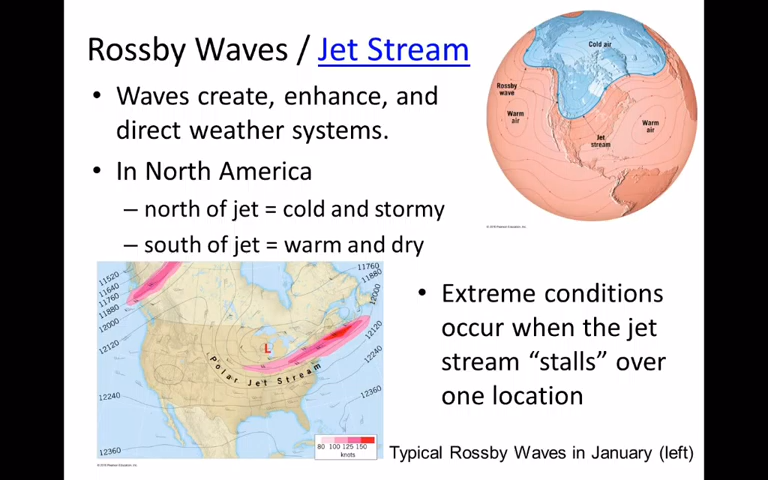 Rossby Waves / Jet Stream
• Waves create, enhance, and
direct weather systems.
• In North America
– north of jet = cold and stormy
– south of jet = warm and dry
Cold air
Rossby
wave
Warm
air
Jet
stream
Warm
air
11520
11640
11760
11880
12000
12120
12240
12360
11760
11880
12000
12120
12240
12360
L
Polar Jet Stream
80 100 125 150
knots
• Extreme conditions
occur when the jet
stream “stalls” over
one location
Typical Rossby Waves in January (left)